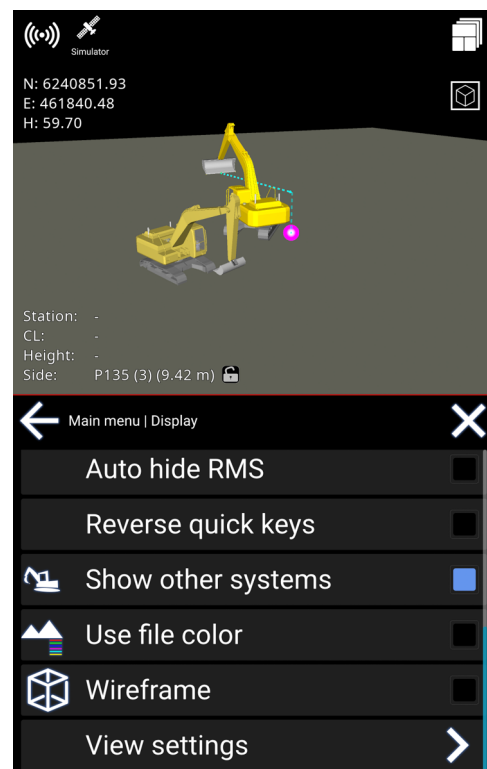 Simulator
N: 6240851.93
E: 461840.48
H: 59.70
Station: -
CL: -
Height: -
Side: P135 (3) (9.42 m)
Main menu | Display
Auto hide RMS
Reverse quick keys
Show other systems
Use file color
Wireframe
View settings